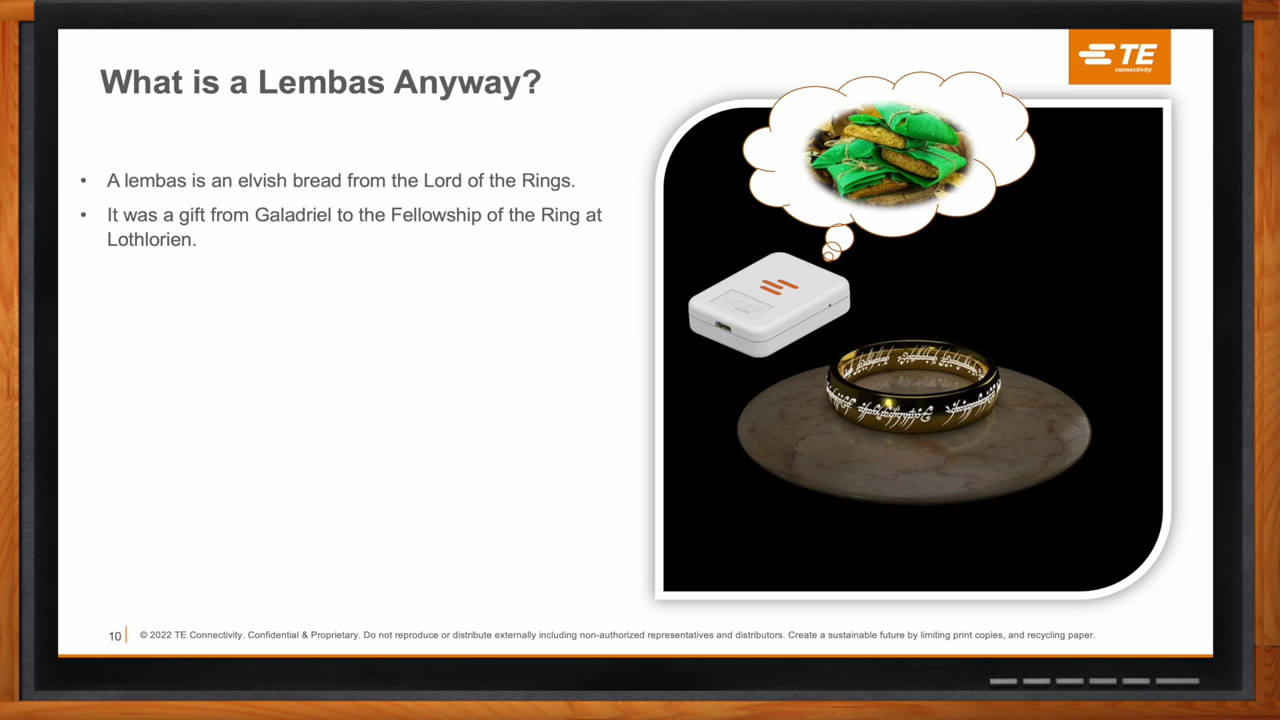 What is a Lembas Anyway?
TE
connectivity
• A lembas is an elvish bread from the Lord of the Rings.
• It was a gift from Galadriel to the Fellowship of the Ring at
Lothlorien.
TE
10
© 2022 TE Connectivity. Confidential & Proprietary. Do not reproduce or distribute externally including non-authorized representatives and distributors. Create a sustainable future by limiting print copies, and recycling paper.